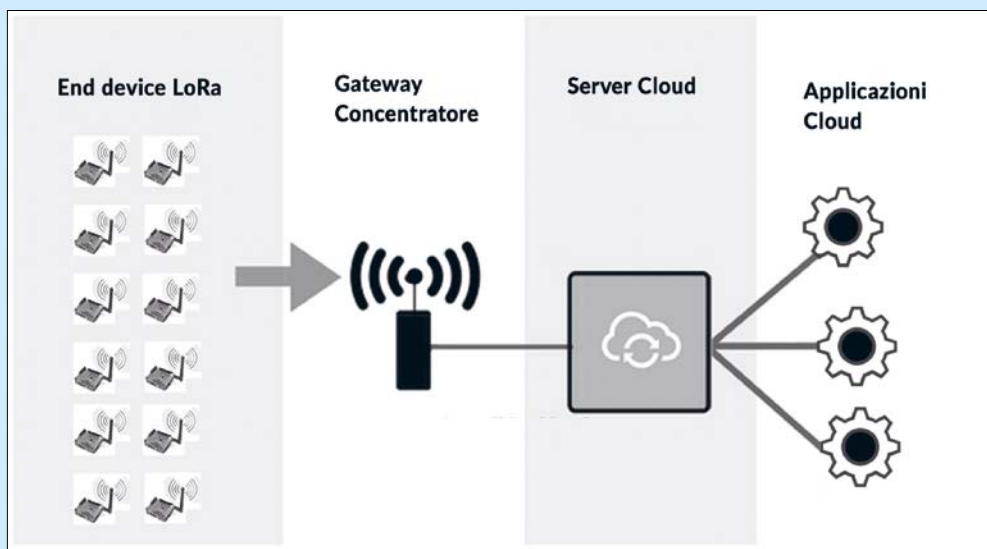 End device LoRa
Gateway
Concentratore
Server Cloud
Applicazioni
Cloud